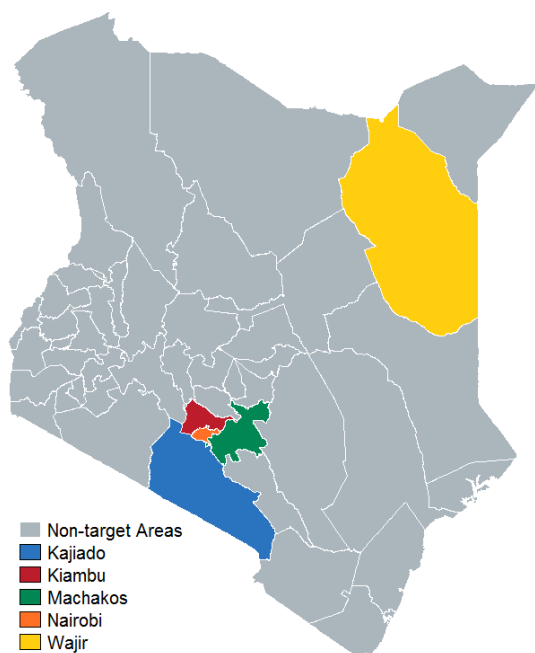 Non-target Areas
Kajiado
Kiambu
Machakos
Nairobi
Wajir